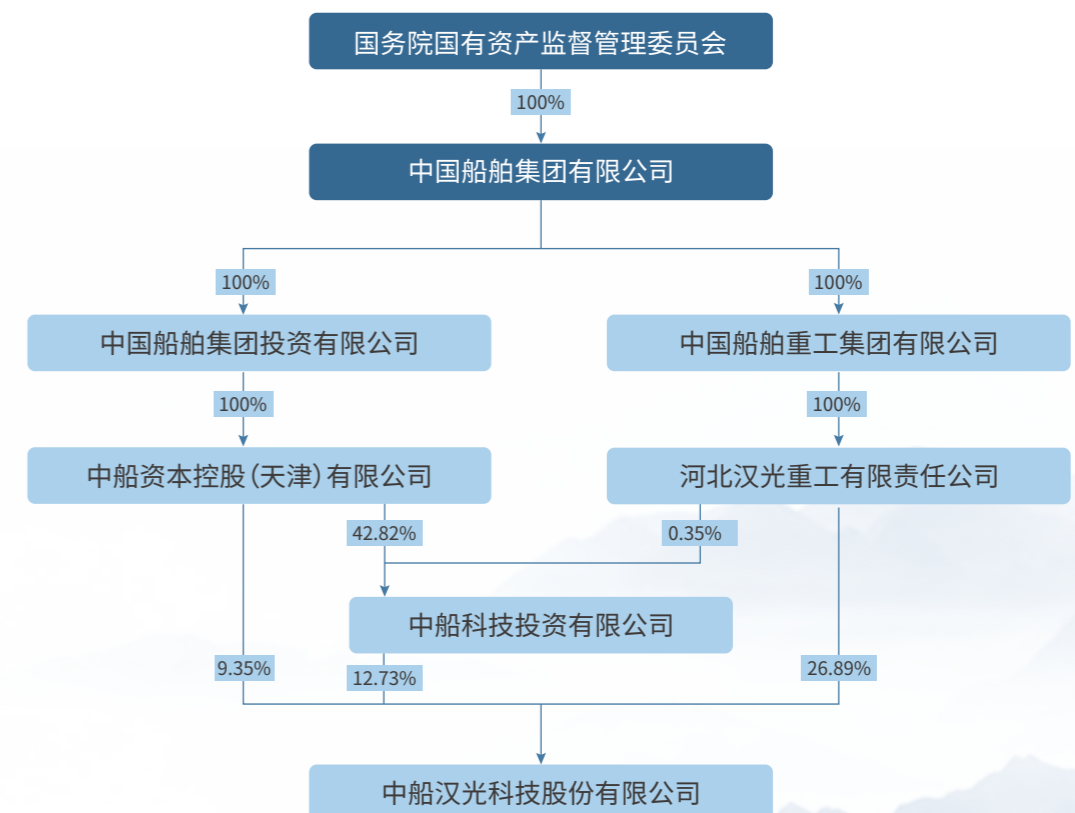 国务院国有资产监督管理委员会
100%
中国船舶集团有限公司
100%
100%
中国船舶集团投资有限公司
中国船舶重工集团有限公司
100%
100%
中船资本控股(天津)有限公司
河北汉光重工有限责任公司
42.82%
0.35%
中船科技投资有限公司
9.35%
12.73%
26.89%
中船汉光科技股份有限公司